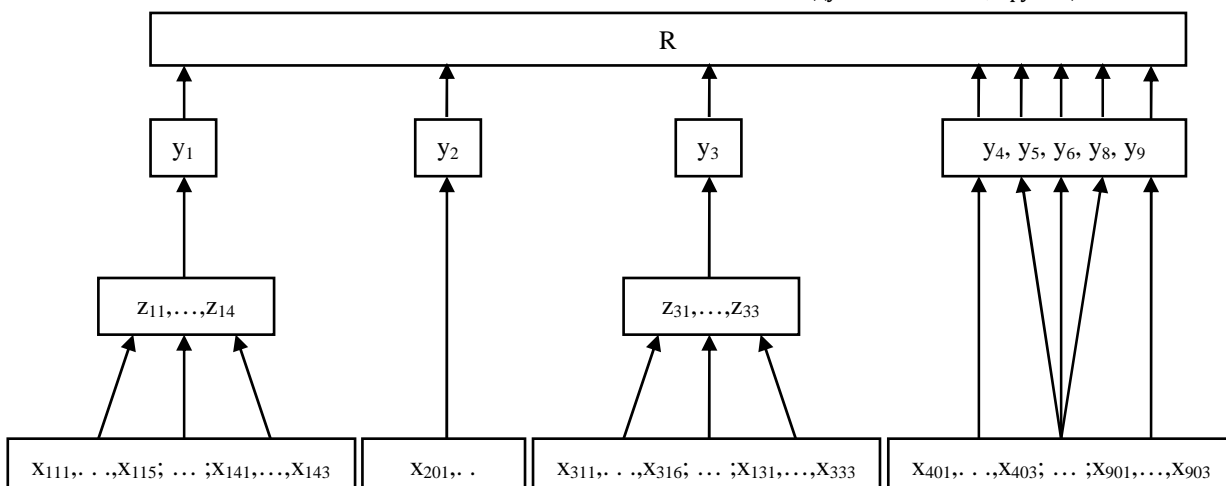 R
y₁ y₂ y₃ y₄, y₅, y₆, y₈, y₉
z₁₁,…,z₁₄ z₃₁,…,z₃₃
x₁₁₁,…,x₁₁₅; … ;x₁₄₁,…,x₁₄₃ x₂₀₁,.. x₃₁₁,…,x₃₁₆; … ;x₁₃₁,…,x₃₃₃ x₄₀₁,…,x₄₀₃; … ;x₉₀₁,…,x₉₀₃